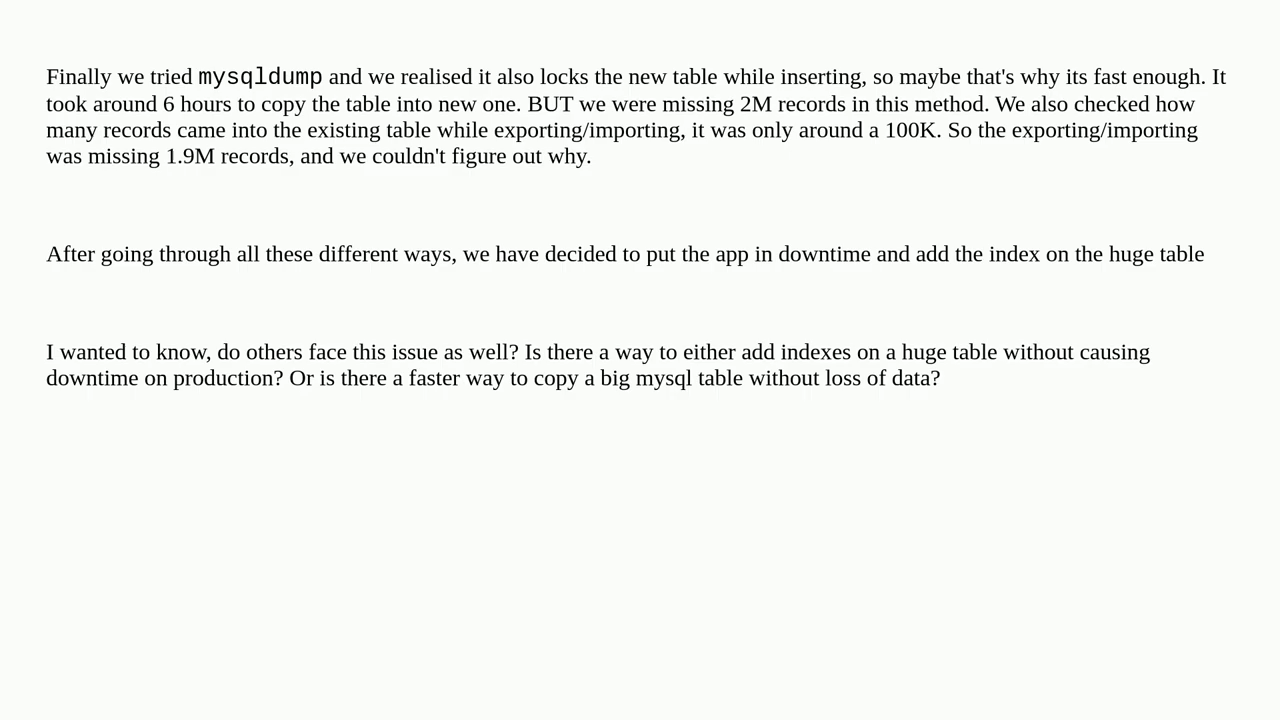 Finally we tried mysqldump and we realised it also locks the new table while inserting, so maybe that's why its fast enough. It
took around 6 hours to copy the table into new one. BUT we were missing 2M records in this method. We also checked how
many records came into the existing table while exporting/importing, it was only around a 100K. So the exporting/importing
was missing 1.9M records, and we couldn't figure out why.
After going through all these different ways, we have decided to put the app in downtime and add the index on the huge table
I wanted to know, do others face this issue as well? Is there a way to either add indexes on a huge table without causing
downtime on production? Or is there a faster way to copy a big mysql table without loss of data?